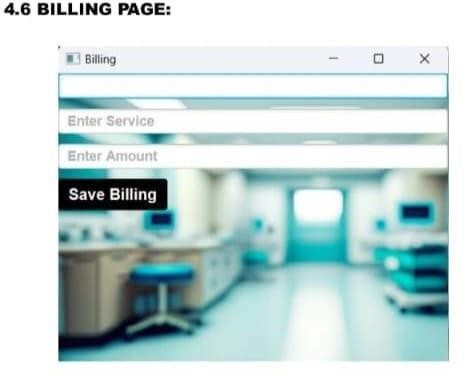 4.6 BILLING PAGE:
Billing
Enter Service
Enter Amount
Save Billing